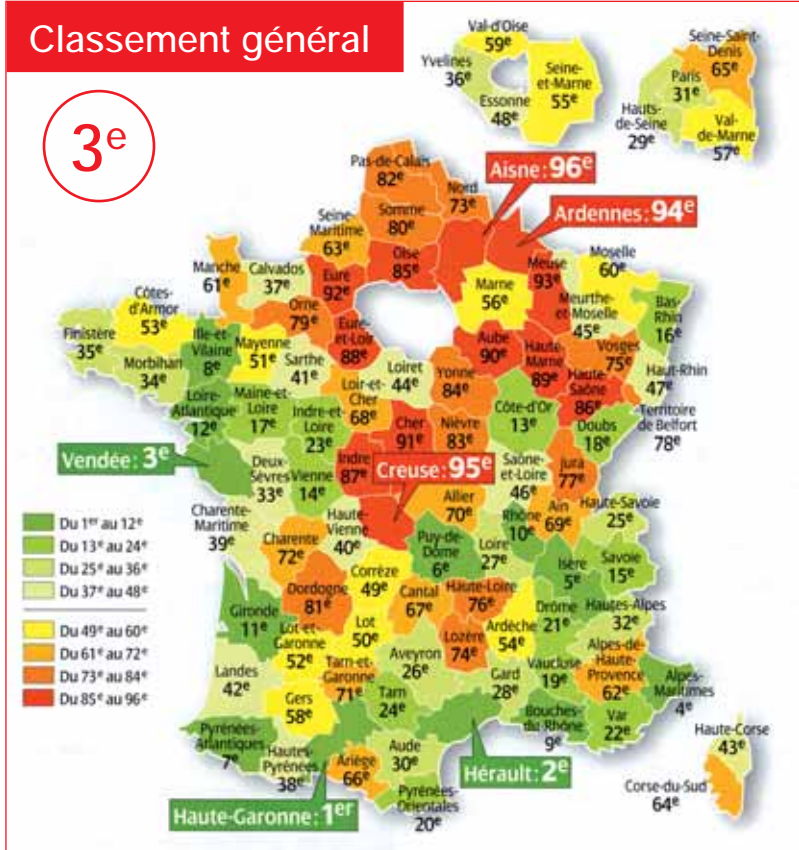 Classement général
3e
Val-d'Oise
59e
Yvelines
36e
Essonne
48e
Seine-
et-Marne
55e
Seine-Saint-
Denis
65e
Paris
31e
Hauts-
de-Seine
29e
Val-
de-Marne
57e
Pas-de-Calais
82e
Nord
73e
Aisne: 96e
Ardennes: 94e
Somme
80e
Seine-
Maritime
63e
Oise
85e
Manche
61e
Calvados
37e
Eure
92e
Marne
56e
Meuse
93e
Moselle
60e
Meurthe-
et-Moselle
45e
Bas-
Rhin
16e
Côtes-
d'Armor
53e
Finistère
35e
Morbihan
34e
Ille-et
Vilaine
8e
Mayenne
51e
Orne
79e
Eure-
et-Loir
88e
Sarthe
41e
Loiret
44e
Yonne
84e
Aube
90e
Haute-
Marne
89e
Vosges
75e
Haut-Rhin
47e
Haute-
Saône
86e
Territoire
de Belfort
78e
Loire-
Atlantique
12e
Maine-et-
Loire
17e
Indre-et-
Loire
23e
Loir-et-
Cher
68e
Cher
91e
Nièvre
83e
Côte-d'Or
13e
Doubs
18e
Vendée: 3e
Deux-
Sèvres
33e
Vienne
14e
Indre
87e
Creuse: 95e
Allier
70e
Saône-
et-Loire
46e
Jura
77e
Charente-
Maritime
39e
Charente
72e
Haute-
Vienne
40e
Puy-de-
Dôme
6e
Loire
27e
Rhône
10e
Ain
69e
Haute-Savoie
25e
Du 1er au 12e
Du 13e au 24e
Du 25e au 36e
Du 37e au 48e
Du 49e au 60e
Du 61e au 72e
Du 73e au 84e
Du 85e au 96e
Corrèze
49e
Dordogne
81e
Cantal
67e
Haute-Loire
76e
Isère
5e
Savoie
15e
Gironde
11e
Lot-et-
Garonne
52e
Lot
50e
Aveyron
26e
Lozère
74e
Ardèche
54e
Drôme
21e
Hautes-Alpes
32e
Landes
42e
Gers
58e
Tarn-et-
Garonne
71e
Tarn
24e
Gard
28e
Vaucluse
19e
Alpes-de-
Haute-
Provence
62e
Alpes-
Maritimes
4e
Pyrénées-
Atlantiques
7e
Hautes-
Pyrénées
38e
Ariège
66e
Aude
30e
Hérault: 2e
Bouches-
du-Rhône
9e
Var
22e
Haute-Garonne: 1er
Pyrénées-
Orientales
20e
Haute-Corse
43e
Corse-du-Sud
64e